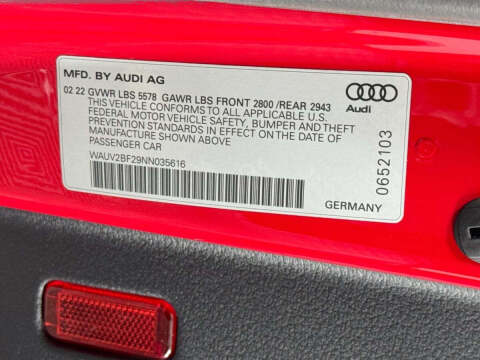 MFD. BY AUDI AG
02 22 GVWR LBS 5578 GAWR LBS FRONT 2800 /REAR 2943
THIS VEHICLE CONFORMS TO ALL APPLICABLE U.S.
FEDERAL MOTOR VEHICLE SAFETY, BUMPER AND THEFT
PREVENTION STANDARDS IN EFFECT ON THE DATE OF
MANUFACTURE SHOWN ABOVE
PASSENGER CAR
WAUV2BF29NN035616
Audi
0652103
GERMANY